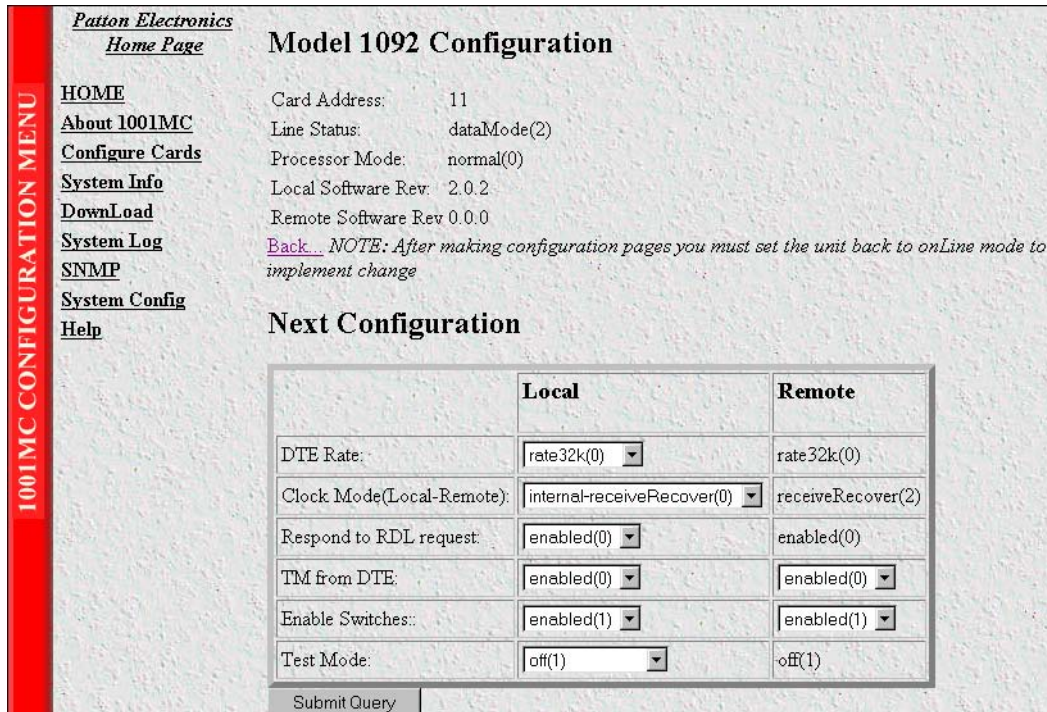 1001MC CONFIGURATION MENU
Patton Electronics
Home Page
HOME
About 1001MC
Configure Cards
System Info
DownLoad
System Log
SNMP
System Config
Help
Model 1092 Configuration
Card Address: 11
Line Status: dataMode(2)
Processor Mode: normal(0)
Local Software Rev: 2.0.2
Remote Software Rev 0.0.0
Back... NOTE: After making configuration pages you must set the unit back to onLine mode to
implement change
Next Configuration
Local Remote
DTE Rate: rate32k(0) rate32k(0)
Clock Mode(Local-Remote): internal-receiveRecover(0) receiveRecover(2)
Respond to RDL request: enabled(0) enabled(0)
TM from DTE: enabled(0) enabled(0)
Enable Switches:: enabled(1) enabled(1)
Test Mode: off(1) off(1)
Submit Query